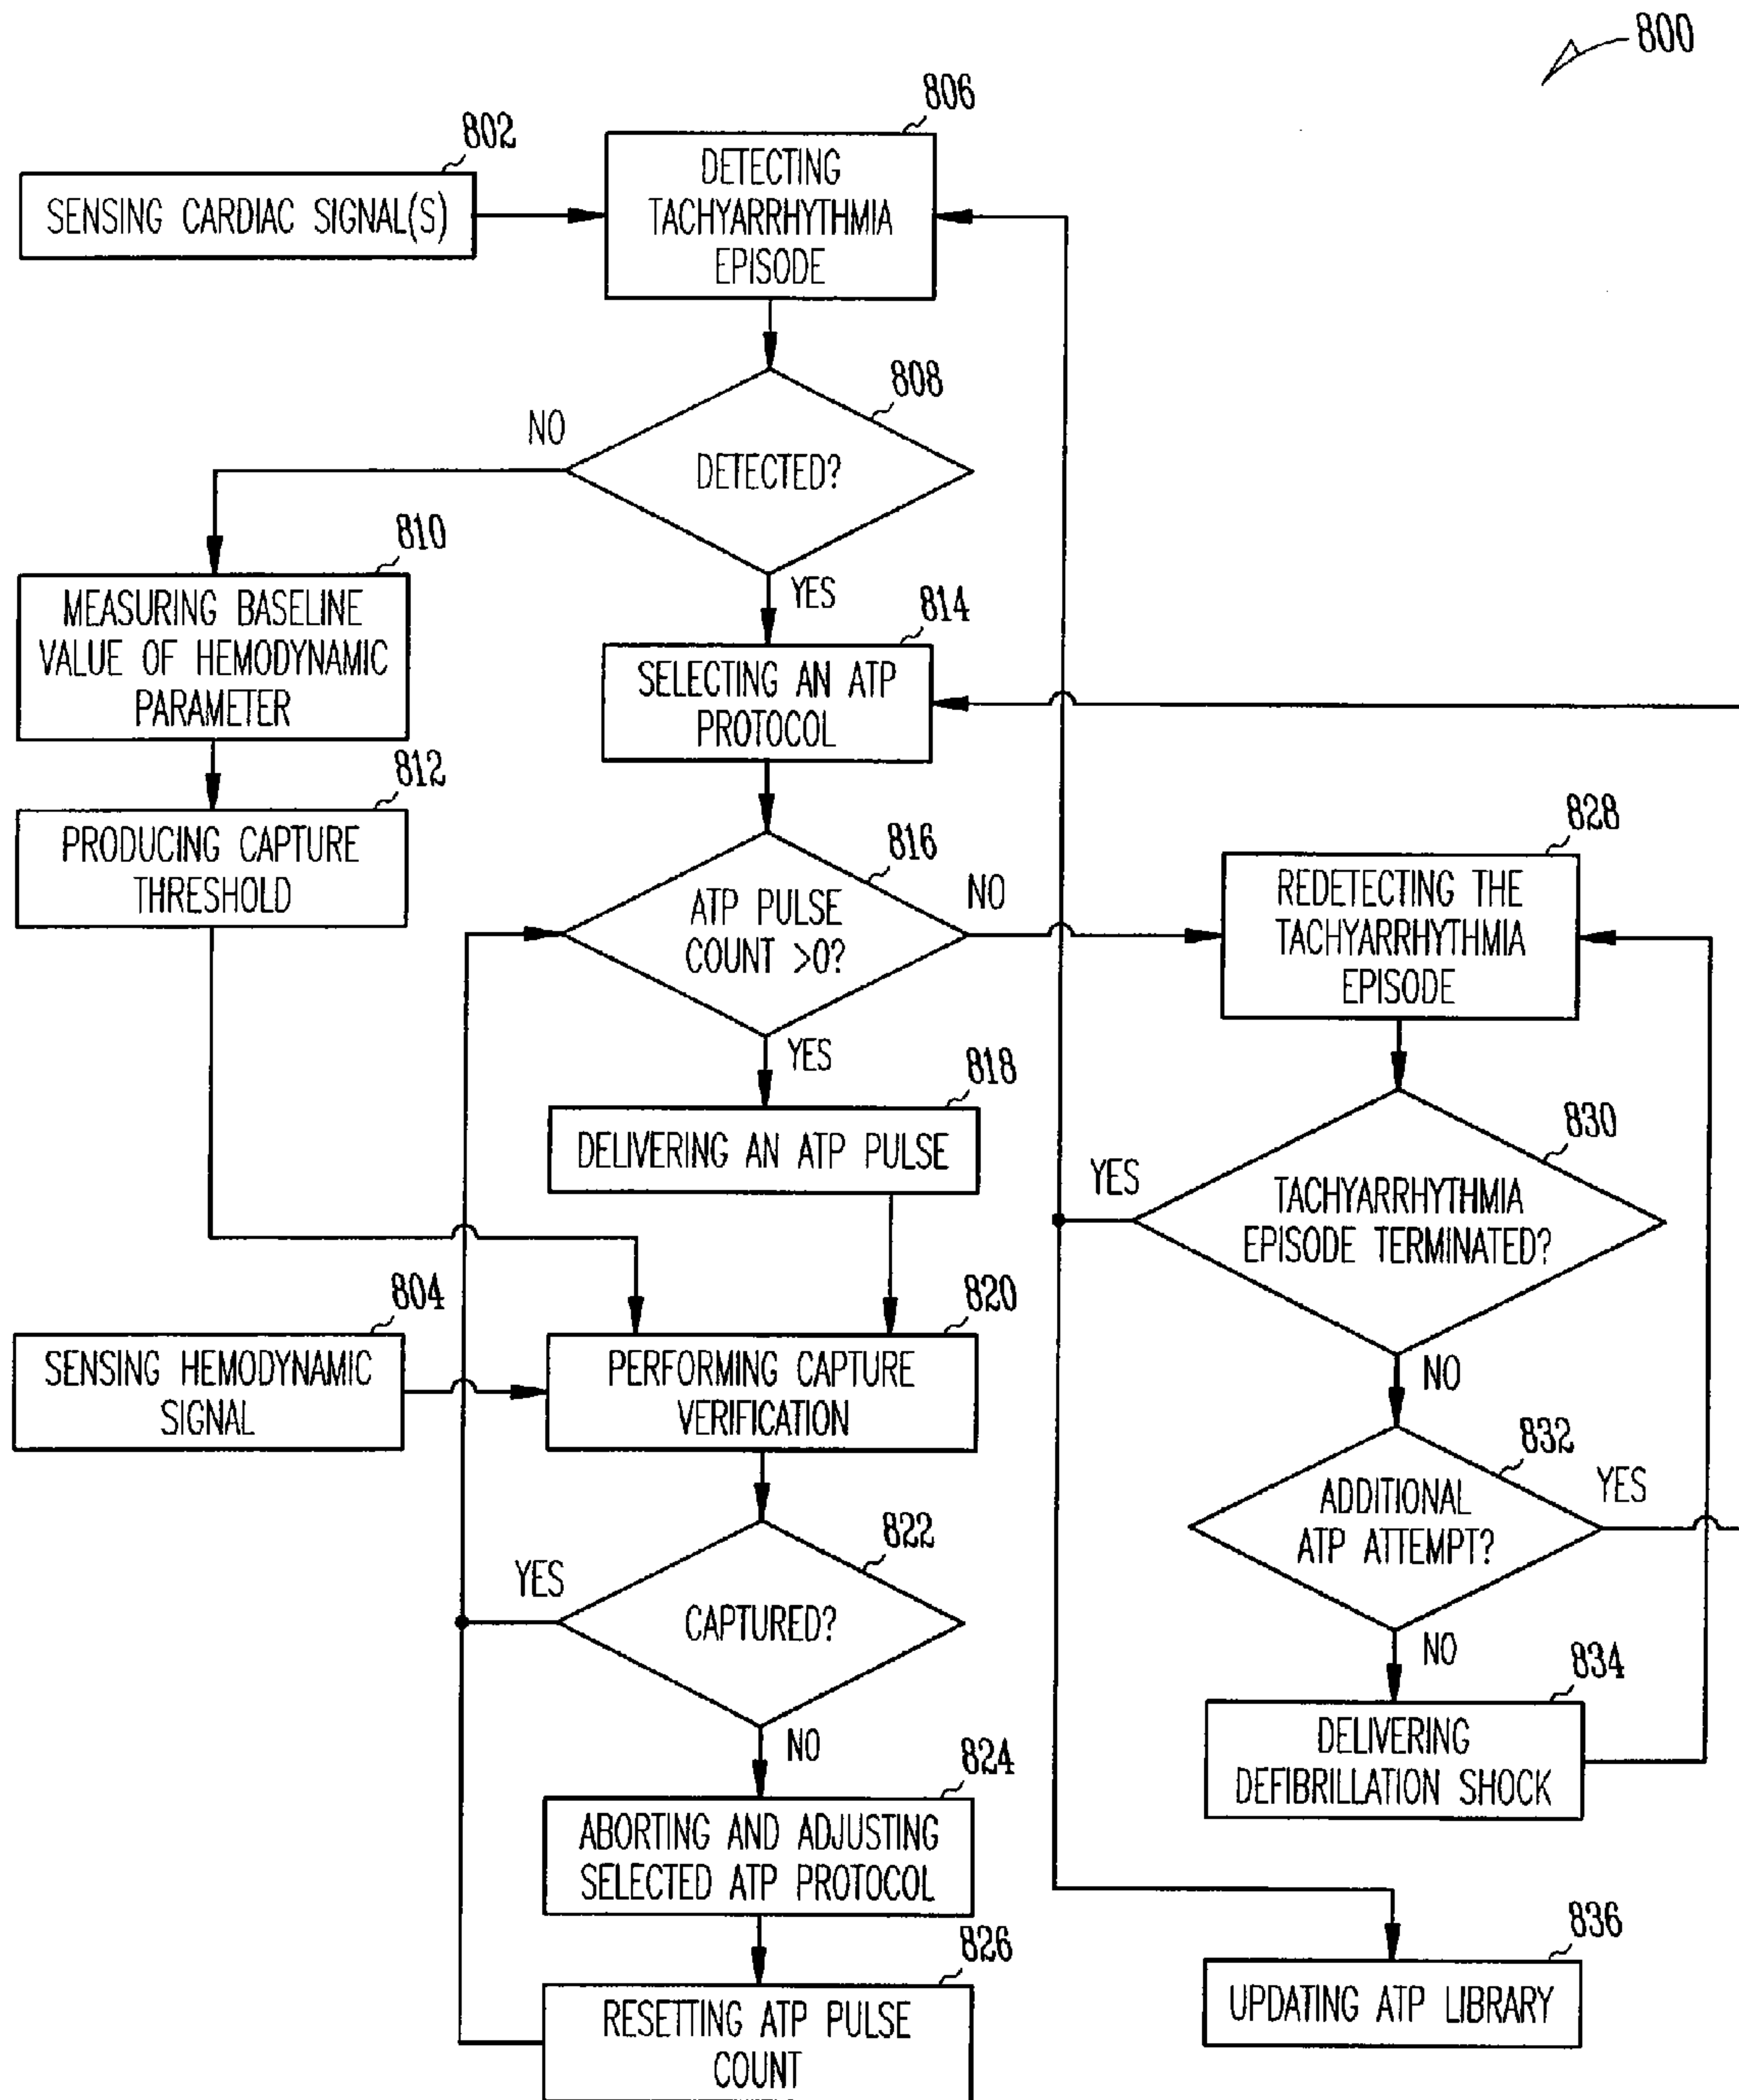 800
806
802
DETECTING
TACHYARRHYTHMIA
EPISODE
SENSING CARDIAC SIGNAL(S)
808
NO
DETECTED?
810
YES
MEASURING BASELINE
VALUE OF HEMODYNAMIC
PARAMETER
814
SELECTING AN ATP
PROTOCOL
812
PRODUCING CAPTURE
THRESHOLD
816
NO
ATP PULSE
COUNT >0?
828
REDETECTING THE
TACHYARRHYTHMIA
EPISODE
YES
818
DELIVERING AN ATP PULSE
830
YES
TACHYARRHYTHMIA
EPISODE TERMINATED?
804
SENSING HEMODYNAMIC
SIGNAL
820
PERFORMING CAPTURE
VERIFICATION
NO
832
YES
ADDITIONAL
ATP ATTEMPT?
822
YES
CAPTURED?
NO
NO
834
DELIVERING
DEFIBRILLATION SHOCK
824
ABORTING AND ADJUSTING
SELECTED ATP PROTOCOL
826
RESETTING ATP PULSE
COUNT
836
UPDATING ATP LIBRARY